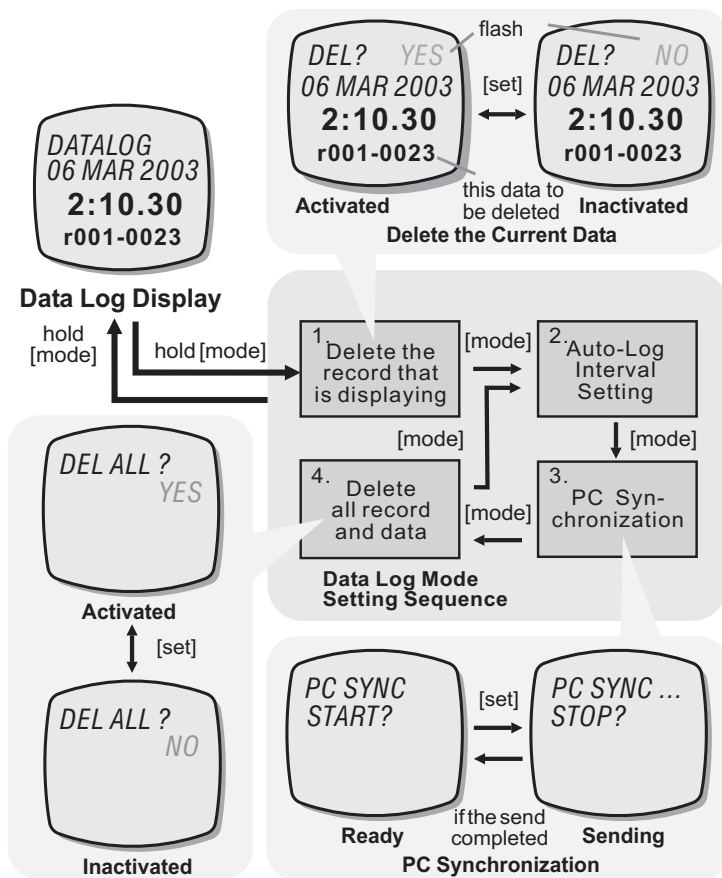 flash
DEL? YES
06 MAR 2003
2:10.30
r001-0023
[set]
DEL? NO
06 MAR 2003
2:10.30
r001-0023
this data to
be deleted
Activated
Inactivated
Delete the Current Data
DATALOG
06 MAR 2003
2:10.30
r001-0023
Data Log Display
hold
[mode]
hold [mode]
1.
Delete the
record that
is displaying
[mode]
2.
Auto-Log
Interval
Setting
[mode]
[mode]
3.
PC Syn-
chronization
[mode]
4.
Delete
all record
and data
Data Log Mode
Setting Sequence
DEL ALL ?
YES
Activated
[set]
DEL ALL ?
NO
Inactivated
PC SYNC
START?
[set]
PC SYNC ...
STOP?
if the send
completed
Ready
Sending
PC Synchronization